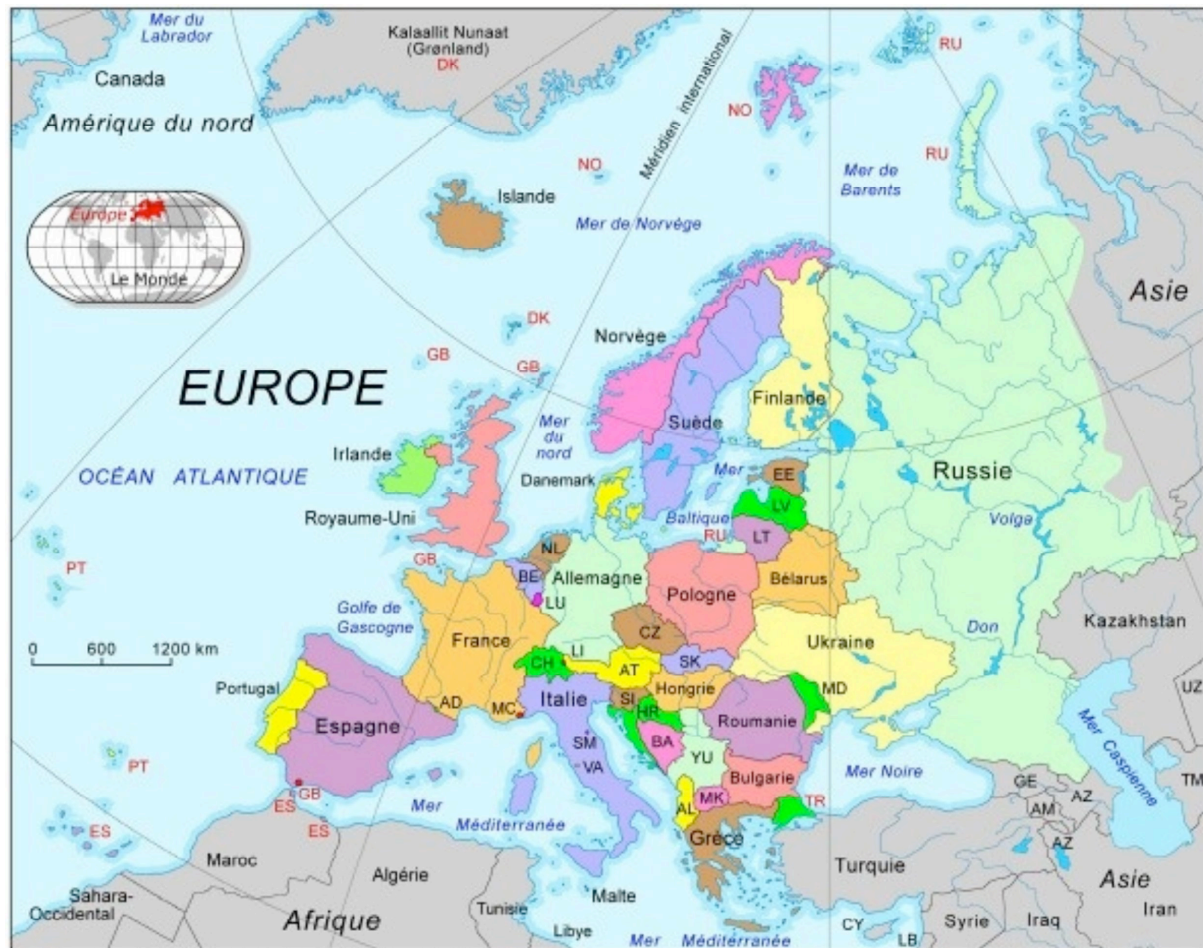 Mer du
Labrador
Kalaallit Nunaat
(Grønland)
DK
RU
Canada
Amérique du nord
NO
Méridien international
NO
RU
Mer de
Barents
Islande
Europe
Mer de Norvège
Le Monde
Asie
DK
Norvège
GB
GB
EUROPE
Finlande
Mer
du
nord
Suède
Irlande
OCÉAN ATLANTIQUE
Danemark
Mer
EE
Russie
LV
Royaume-Uni
Baltique
Volga
RU
LT
NL
GB
PT
BE
Allemagne
Bélarus
Pologne
LU
Golfe de
Gascogne
Kazakhstan
France
CZ
Ukraine
Don
0 600 1200 km
LI
CH
AT
SK
Portugal
Hongrie
MD
UZ
AD
MC
Italie
SI
HR
Espagne
Roumanie
Mer Caspienne
SM
BA
YU
VA
PT
Bulgarie
Mer Noire
TM
GB
ES
Mer
Méditerranée
AL
MK
TR
GE
AZ
AM
ES
ES
Grèce
AZ
Maroc
Algérie
Turquie
Asie
Sahara-
Occidental
Malte
Tunisie
Afrique
Libye
CY
LB
Syrie
Iraq
Iran
Mer Méditerranée